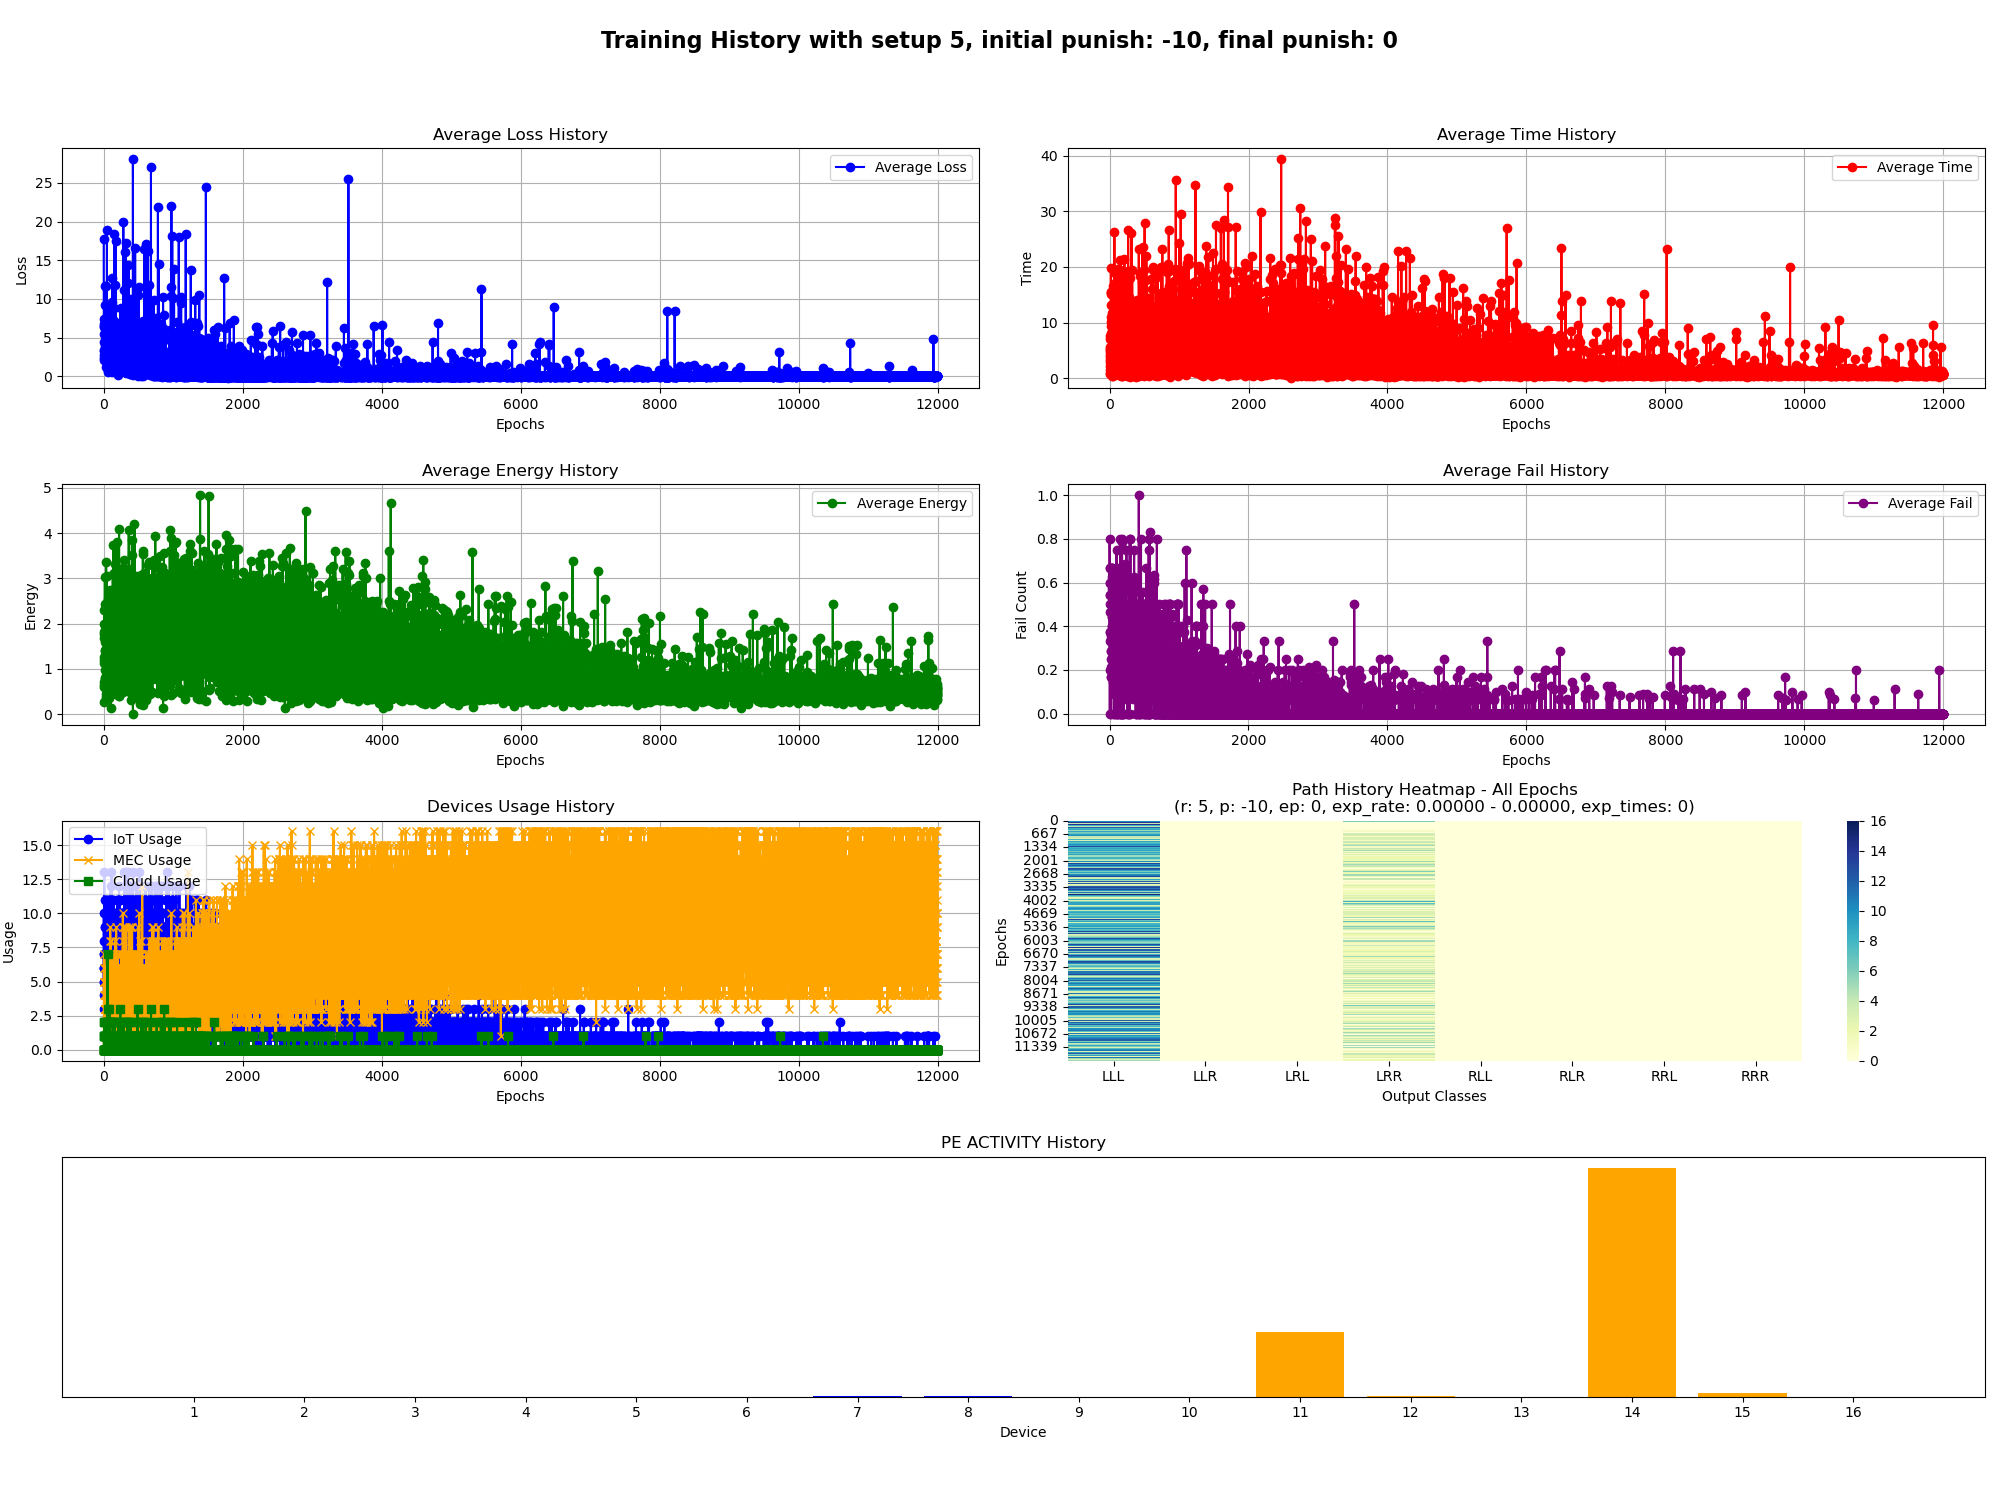 Training History with setup 5, initial punish: -10, final punish: 0
Average Loss History
Average Loss
Loss
25
20
15
10
5
0
0 2000 4000 6000 8000 10000 12000
Epochs
Average Time History
Average Time
Time
40
30
20
10
0
0 2000 4000 6000 8000 10000 12000
Epochs
Average Energy History
Average Energy
Energy
5
4
3
2
1
0
0 2000 4000 6000 8000 10000 12000
Epochs
Average Fail History
Average Fail
Fail Count
1.0
0.8
0.6
0.4
0.2
0.0
0 2000 4000 6000 8000 10000 12000
Epochs
Devices Usage History
IoT Usage
MEC Usage
Cloud Usage
Usage
15.0
12.5
10.0
7.5
5.0
2.5
0.0
0 2000 4000 6000 8000 10000 12000
Epochs
Path History Heatmap - All Epochs
(r: 5, p: -10, ep: 0, exp_rate: 0.00000 - 0.00000, exp_times: 0)
Epochs
0
667
1334
2001
2668
3335
4002
4669
5336
6003
6670
7337
8004
8671
9338
10005
10672
11339
LLL LLR LRL LRR RLL RLR RRL RRR
Output Classes
16
14
12
10
8
6
4
2
0
PE ACTIVITY History
1 2 3 4 5 6 7 8 9 10 11 12 13 14 15 16
Device